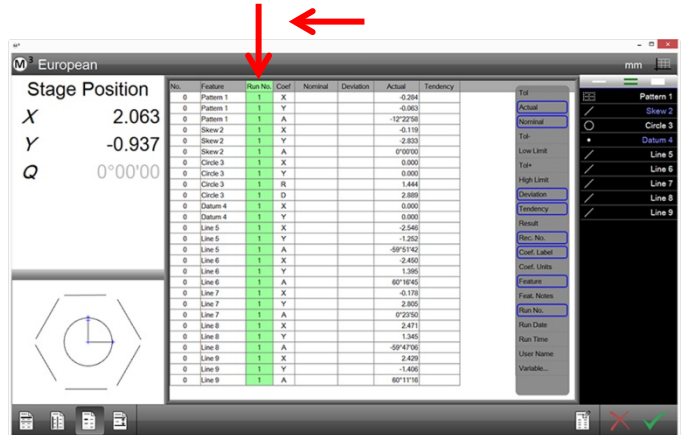 M³ European
mm
Stage Position
X 2.063
Y -0.937
Q 0°00'00
No. Feature Run No. Coef Nominal Deviation Actual Tendency
0 Pattern 1 1 X -0.284
0 Pattern 1 1 Y -0.063
0 Pattern 1 1 A -12°22'58
0 Skew 2 1 X -0.119
0 Skew 2 1 Y -2.833
0 Skew 2 1 A 0°00'00
0 Circle 3 1 X 0.000
0 Circle 3 1 Y 0.000
0 Circle 3 1 R 1.444
0 Circle 3 1 D 2.889
0 Datum 4 1 X 0.000
0 Datum 4 1 Y 0.000
0 Line 5 1 X -2.546
0 Line 5 1 Y -1.252
0 Line 5 1 A -59°51'42
0 Line 6 1 X -2.450
0 Line 6 1 Y 1.395
0 Line 6 1 A 60°16'45
0 Line 7 1 X -0.178
0 Line 7 1 Y 2.805
0 Line 7 1 A 0°23'50
0 Line 8 1 X 2.471
0 Line 8 1 Y 1.345
0 Line 8 1 A -59°47'06
0 Line 9 1 X 2.429
0 Line 9 1 Y -1.406
0 Line 9 1 A 60°11'16
Tol
Actual
Nominal
Tol-
Low Limit
Tol+
High Limit
Deviation
Tendency
Result
Rec. No.
Coef. Label
Coef. Units
Feature
Feat. Notes
Run No.
Run Date
Run Time
User Name
Variable...
Pattern 1
Skew 2
Circle 3
Datum 4
Line 5
Line 6
Line 7
Line 8
Line 9